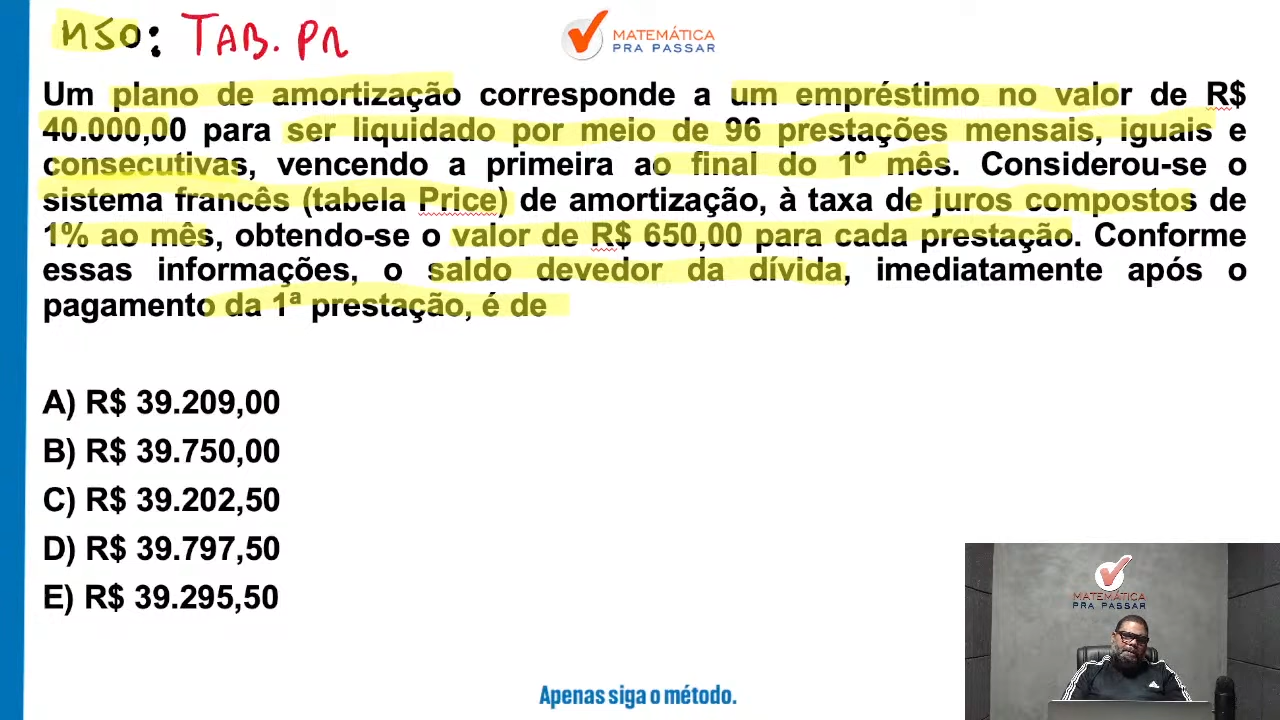 MSO: TAB. PR
MATEMÁTICA
PRA PASSAR
Um plano de amortização corresponde a um empréstimo no valor de R$
40.000,00 para ser liquidado por meio de 96 prestações mensais, iguais e
consecutivas, vencendo a primeira ao final do 1º mês. Considerou-se o
sistema francês (tabela Price) de amortização, à taxa de juros compostos de
1% ao mês, obtendo-se o valor de R$ 650,00 para cada prestação. Conforme
essas informações, o saldo devedor da dívida, imediatamente após o
pagamento da 1ª prestação, é de
A) R$ 39.209,00
B) R$ 39.750,00
C) R$ 39.202,50
D) R$ 39.797,50
E) R$ 39.295,50
MATEMÁTICA
PRA PASSAR
Apenas siga o método.